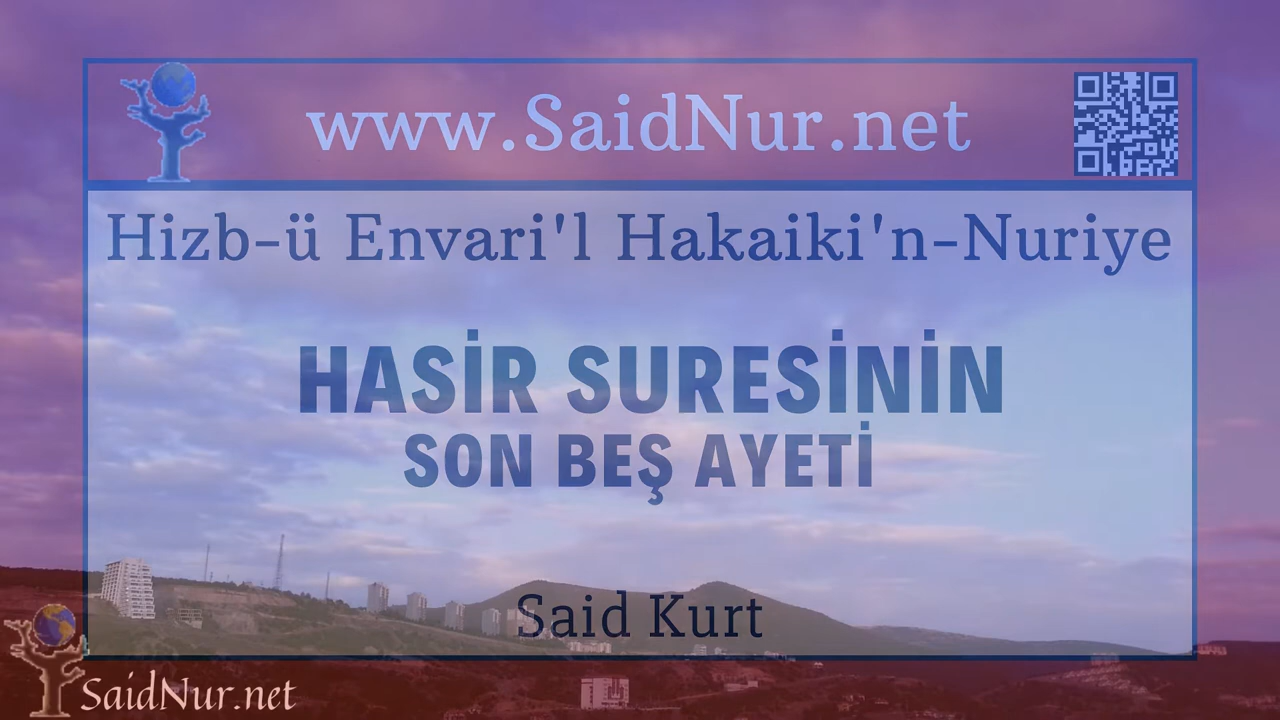 www.SaidNur.net
Hizb-ü Envari'l Hakaiki'n-Nuriye
HASİR SURESİNİN
SON BEŞ AYETİ
Said Kurt
SaidNur.net